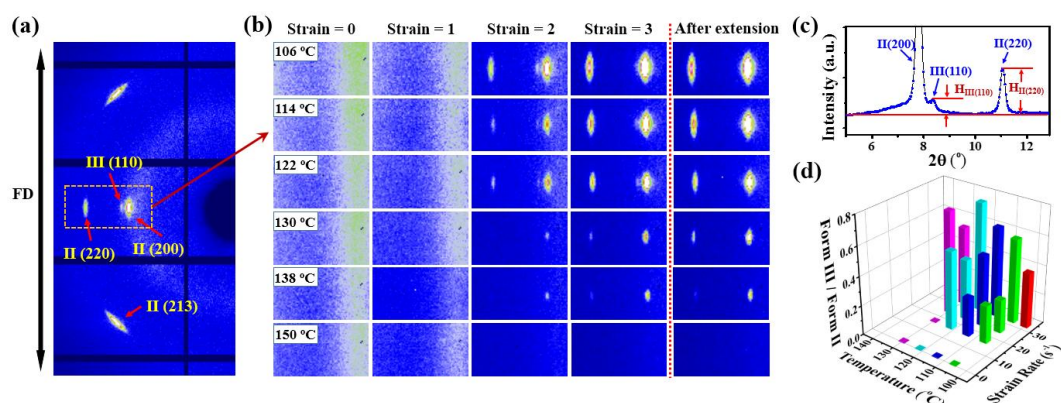 (a)
FD
III (110)
II (220)
II (200)
II (213)
(b)
Strain = 0
Strain = 1
Strain = 2
Strain = 3
After extension
106 °C
114 °C
122 °C
130 °C
138 °C
150 °C
(c)
Intensity (a.u.)
II(200)
III(110)
II(220)
HIII(110)
HII(220)
6
8
10
12
2θ (°)
(d)
Form III / Form II
0.8
0.6
0.4
0.2
0.0
140
130
120
110
100
Temperature (°C)
0
10
20
30
Strain Rate (s⁻¹)